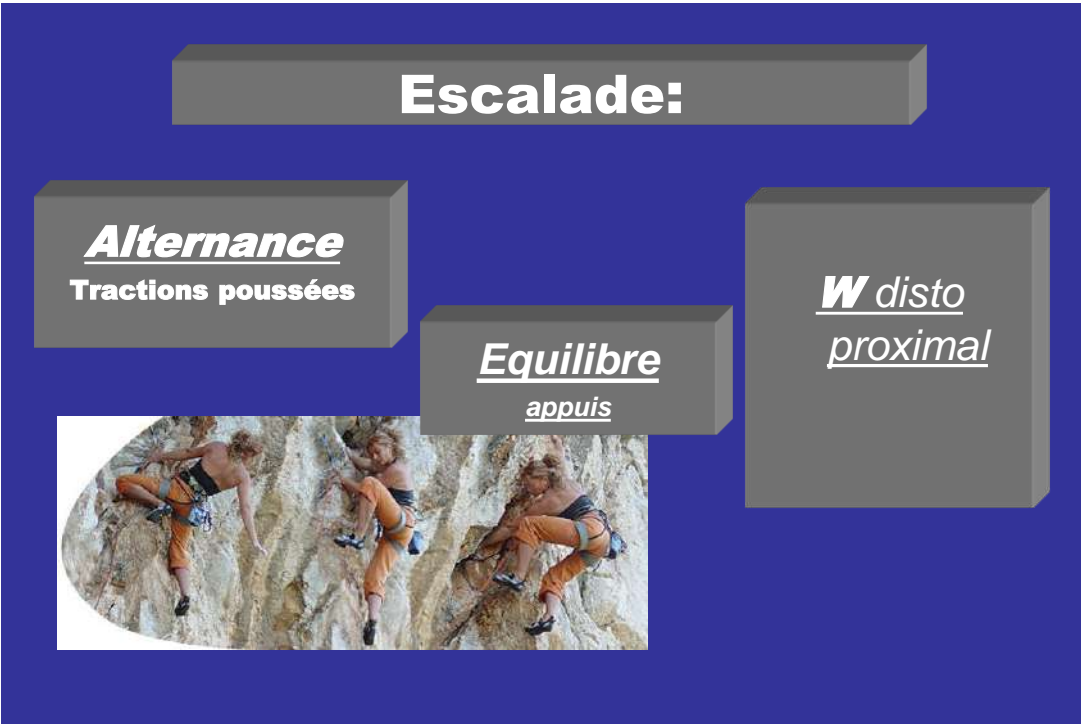 Escalade:
Alternance
Tractions poussées
Equilibre
appuis
W disto
proximal